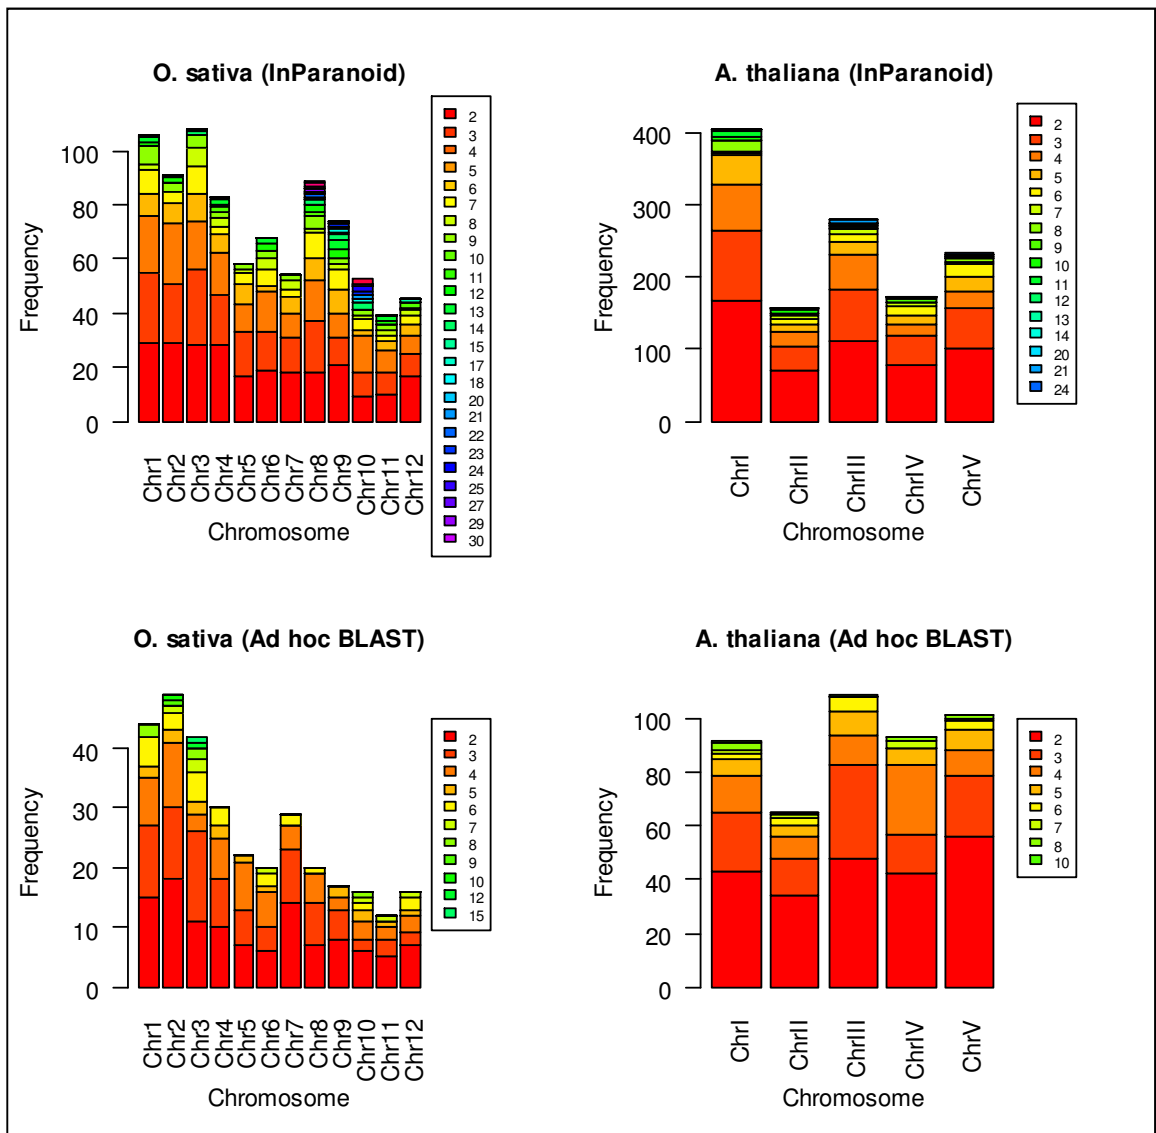 O. sativa (InParanoid)
Frequency
0
20
40
60
80
100
Chr1
Chr2
Chr3
Chr4
Chr5
Chr6
Chr7
Chr8
Chr9
Chr10
Chr11
Chr12
Chromosome
2
3
4
5
6
7
8
9
10
11
12
13
14
15
17
18
20
21
22
23
24
25
27
29
30
A. thaliana (InParanoid)
Frequency
0
100
200
300
400
ChrI
ChrII
ChrIII
ChrIV
ChrV
Chromosome
2
3
4
5
6
7
8
9
10
11
12
13
14
20
21
24
O. sativa (Ad hoc BLAST)
Frequency
0
10
20
30
40
Chr1
Chr2
Chr3
Chr4
Chr5
Chr6
Chr7
Chr8
Chr9
Chr10
Chr11
Chr12
Chromosome
2
3
4
5
6
7
8
9
10
12
15
A. thaliana (Ad hoc BLAST)
Frequency
0
20
40
60
80
100
ChrI
ChrII
ChrIII
ChrIV
ChrV
Chromosome
2
3
4
5
6
7
8
10